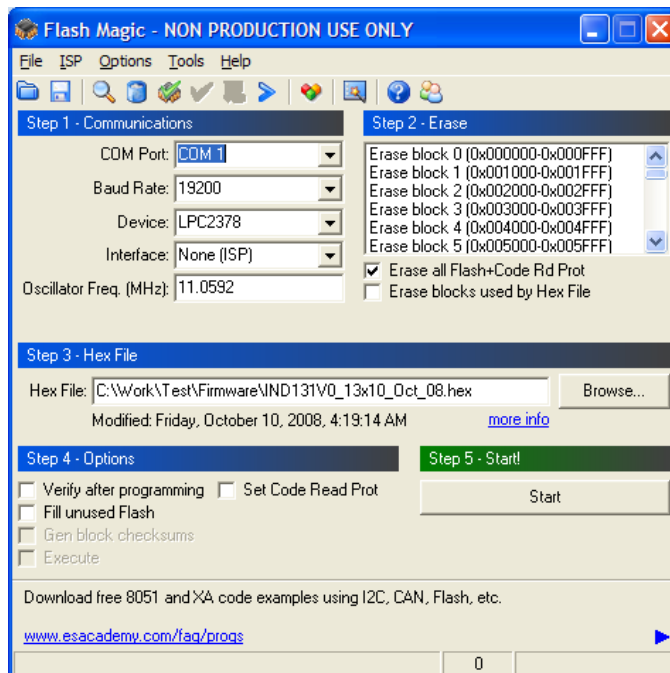 Flash Magic - NON PRODUCTION USE ONLY
File ISP Options Tools Help
Step 1 - Communications
COM Port: COM 1
Baud Rate: 19200
Device: LPC2378
Interface: None (ISP)
Oscillator Freq. (MHz): 11.0592
Step 2 - Erase
Erase block 0 (0x000000-0x000FFF)
Erase block 1 (0x001000-0x001FFF)
Erase block 2 (0x002000-0x002FFF)
Erase block 3 (0x003000-0x003FFF)
Erase block 4 (0x004000-0x004FFF)
Erase block 5 (0x005000-0x005FFF)
Erase all Flash+Code Rd Prot
Erase blocks used by Hex File
Step 3 - Hex File
Hex File: C:\Work\Test\Firmware\IND131V0_13x10_Oct_08.hex Browse...
Modified: Friday, October 10, 2008, 4:19:14 AM more info
Step 4 - Options
Verify after programming Set Code Read Prot
Fill unused Flash
Gen block checksums
Execute
Step 5 - Start!
Start
Download free 8051 and XA code examples using I2C, CAN, Flash, etc.
www.esacademy.com/faq/progs
0